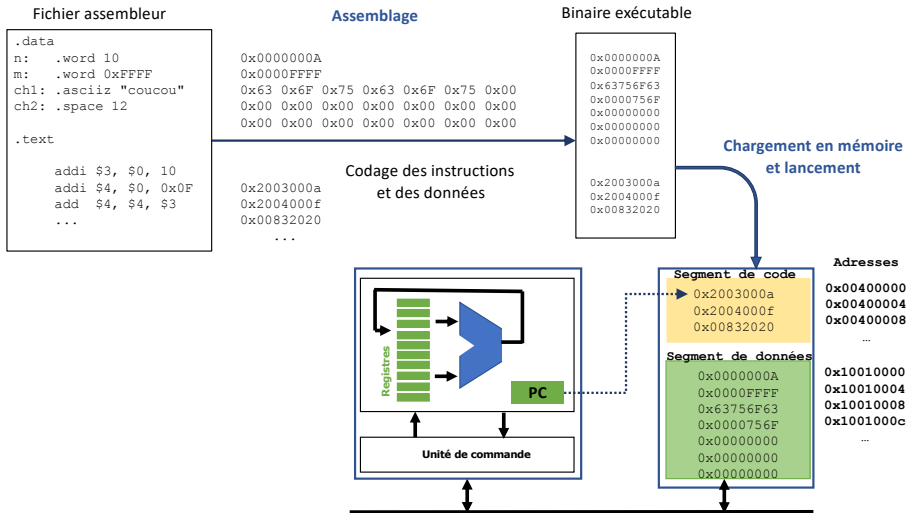 Fichier assembleur
.data
n:   .word 10
m:   .word 0xFFFF
ch1: .asciiz "coucou"
ch2: .space 12
.text
addi $3, $0, 10
addi $4, $0, 0x0F
add  $4, $4, $3
...
Assemblage
0x0000000A
0x0000FFFF
0x63 0x6F 0x75 0x63 0x6F 0x75 0x00
0x00 0x00 0x00 0x00 0x00 0x00 0x00
0x00 0x00 0x00 0x00 0x00 0x00 0x00
Codage des instructions
et des données
0x2003000a
0x2004000f
0x00832020
...
Binaire exécutable
0x0000000A
0x0000FFFF
0x63756F63
0x0000756F
0x00000000
0x00000000
0x00000000
0x2003000a
0x2004000f
0x00832020
Chargement en mémoire
et lancement
Registres
PC
Unité de commande
Segment de code
0x2003000a
0x2004000f
0x00832020
Segment de données
0x0000000A
0x0000FFFF
0x63756F63
0x0000756F
0x00000000
0x00000000
0x00000000
Adresses
0x00400000
0x00400004
0x00400008
…
0x10010000
0x10010004
0x10010008
0x1001000c
…